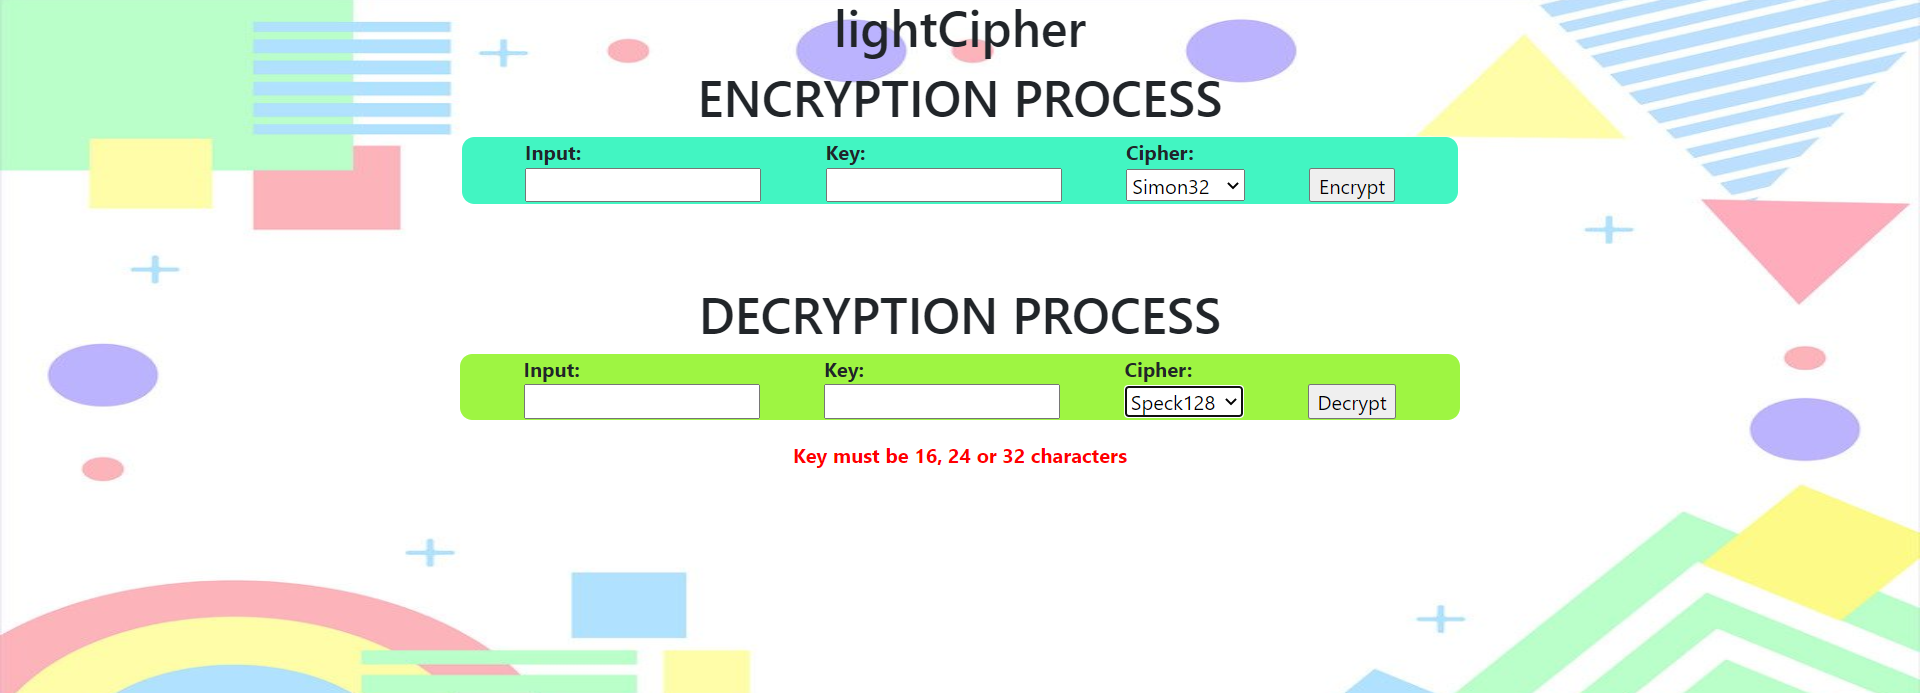 lightCipher
ENCRYPTION PROCESS
Input: Key: Cipher:
Simon32 Encrypt
DECRYPTION PROCESS
Input: Key: Cipher:
Speck128 Decrypt
Key must be 16, 24 or 32 characters